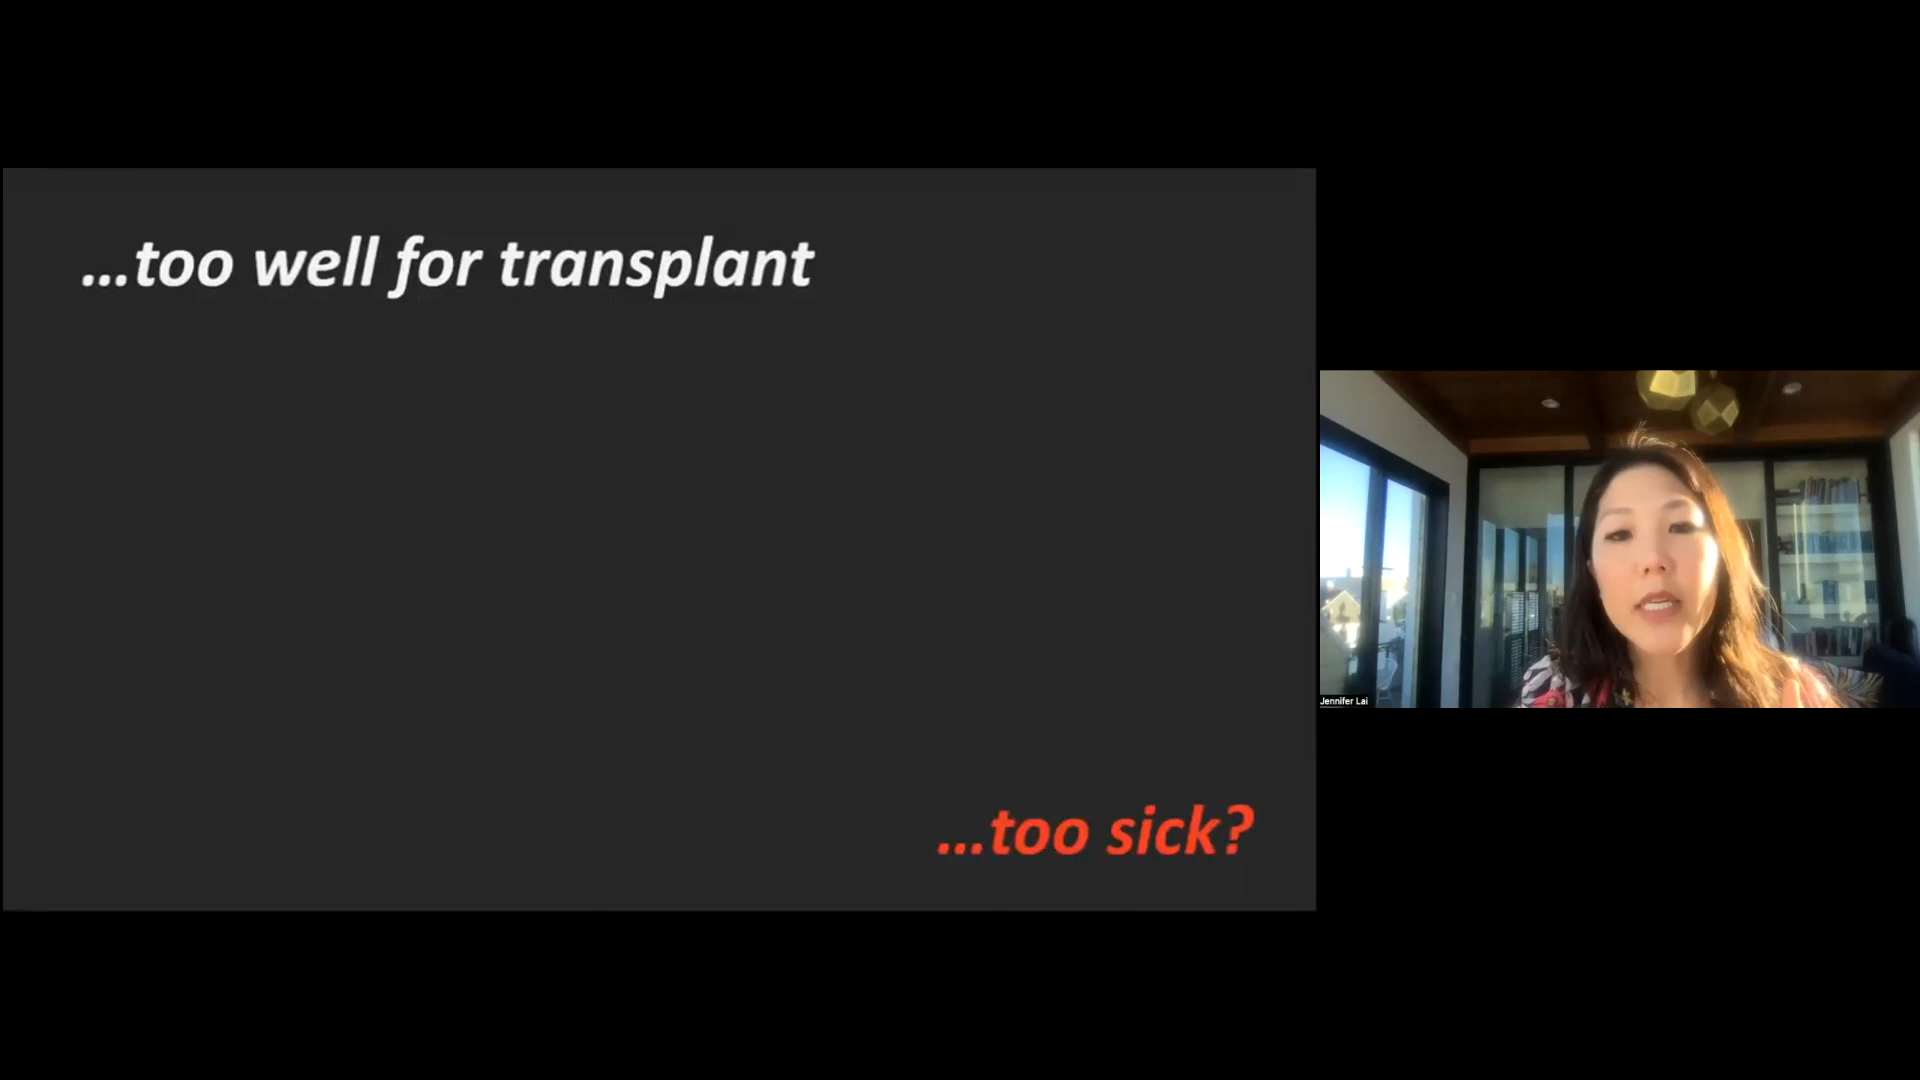 ...too well for transplant
...too sick?
Jennifer Lai